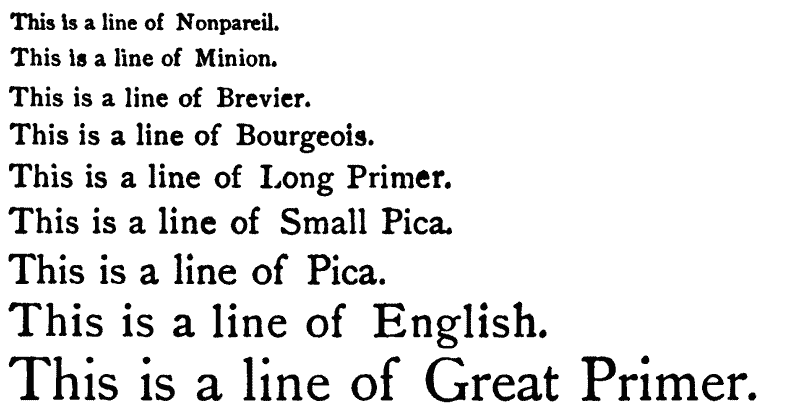 This is a line of Nonpareil.
This is a line of Minion.
This is a line of Brevier.
This is a line of Bourgeois.
This is a line of Long Primer.
This is a line of Small Pica.
This is a line of Pica.
This is a line of English.
This is a line of Great Primer.